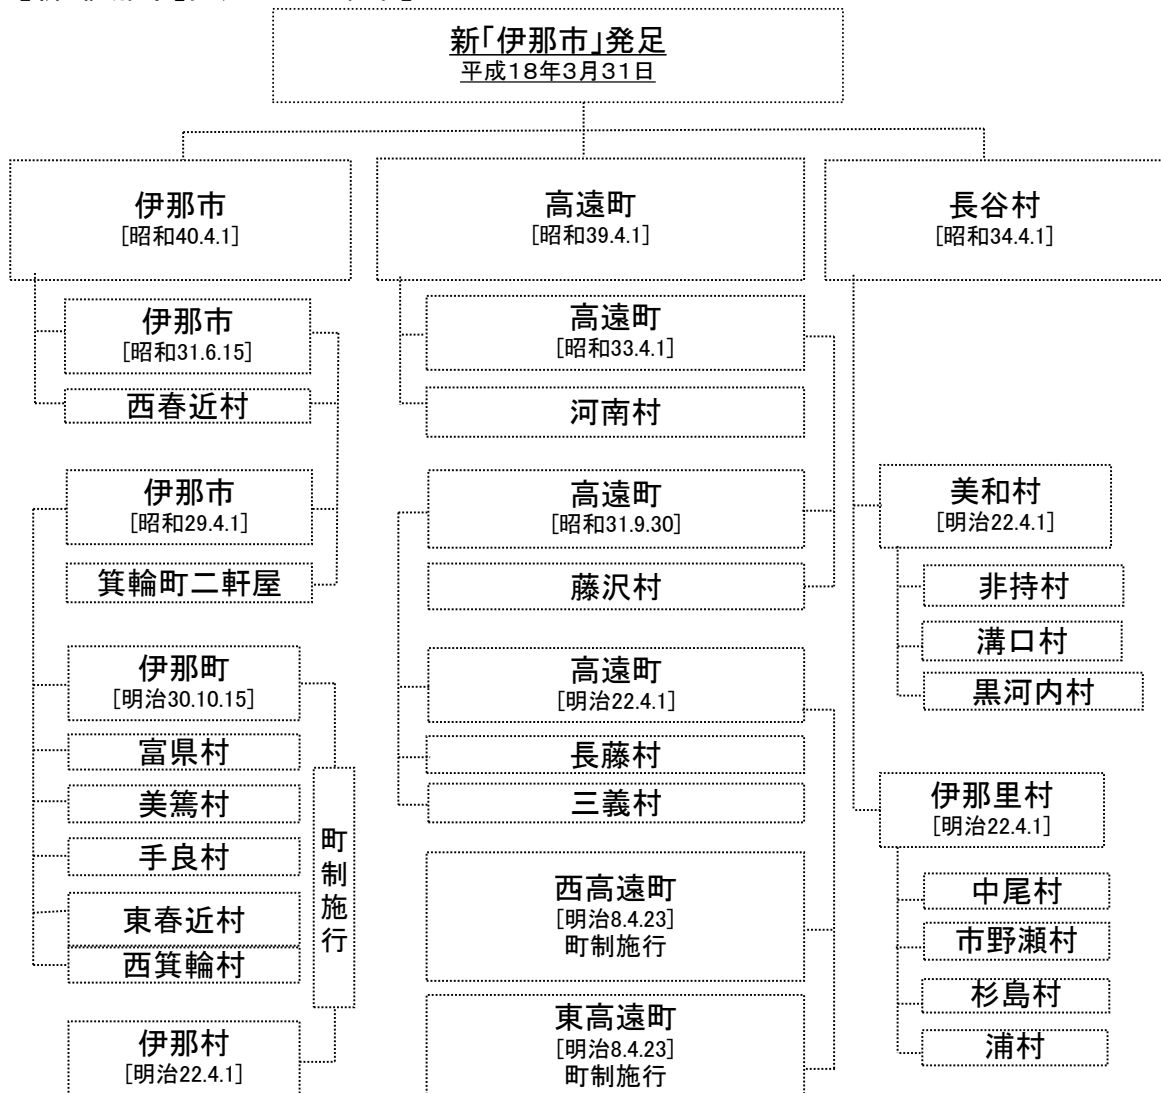 新「伊那市」発足
平成18年3月31日
伊那市
[昭和40.4.1]
伊那市
[昭和31.6.15]
西春近村
伊那市
[昭和29.4.1]
箕輪町二軒屋
伊那町
[明治30.10.15]
富県村
美篶村
手良村
東春近村
西箕輪村
町制施行
伊那村
[明治22.4.1]
高遠町
[昭和39.4.1]
高遠町
[昭和33.4.1]
河南村
高遠町
[昭和31.9.30]
藤沢村
高遠町
[明治22.4.1]
長藤村
三義村
西高遠町
[明治8.4.23]
町制施行
東高遠町
[明治8.4.23]
町制施行
長谷村
[昭和34.4.1]
美和村
[明治22.4.1]
非持村
溝口村
黒河内村
伊那里村
[明治22.4.1]
中尾村
市野瀬村
杉島村
浦村